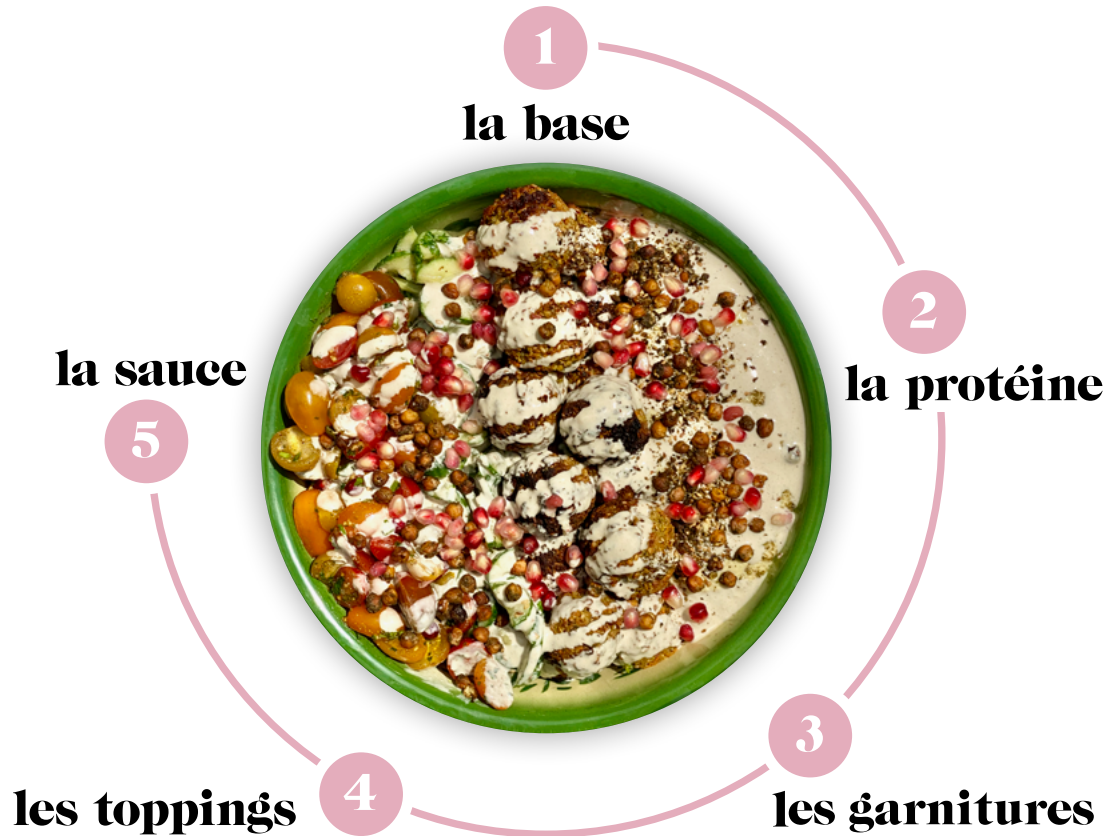 1
la base
2
la protéine
3
les garnitures
4
les toppings
la sauce
5